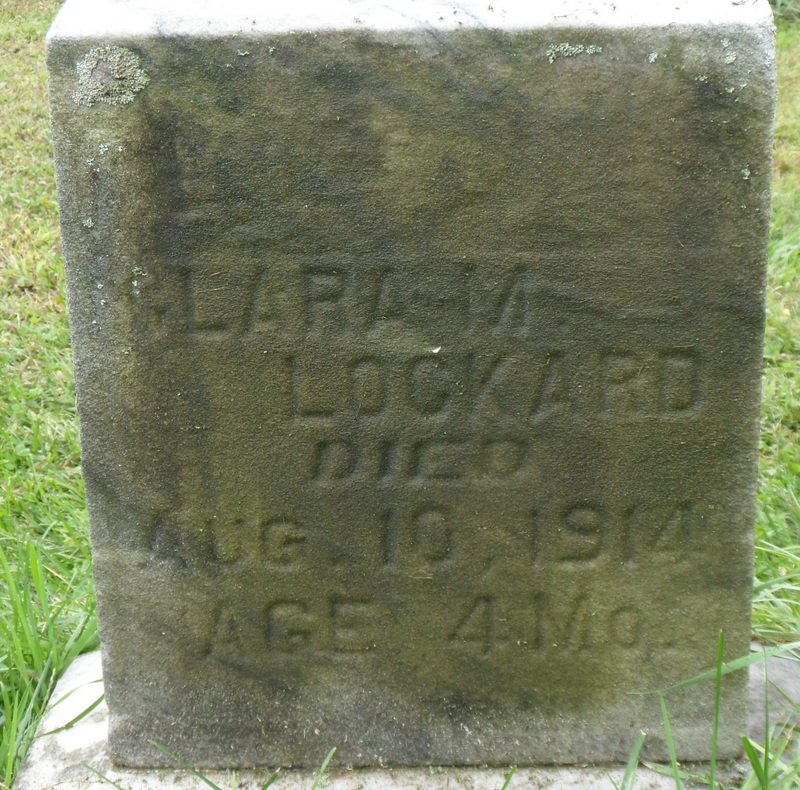 CLARA M.
LOCKARD
DIED
AUG. 10, 1914
AGE 4 Mo.